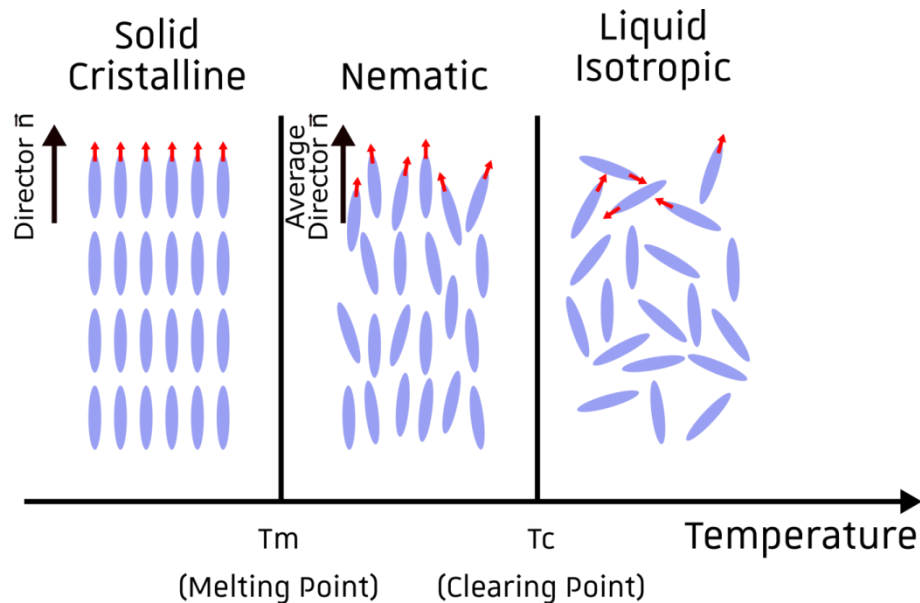 Solid
Cristalline
Nematic
Liquid
Isotropic
Director n⃗
Average
Director n⃗
Tm
(Melting Point)
Tc
(Clearing Point)
Temperature